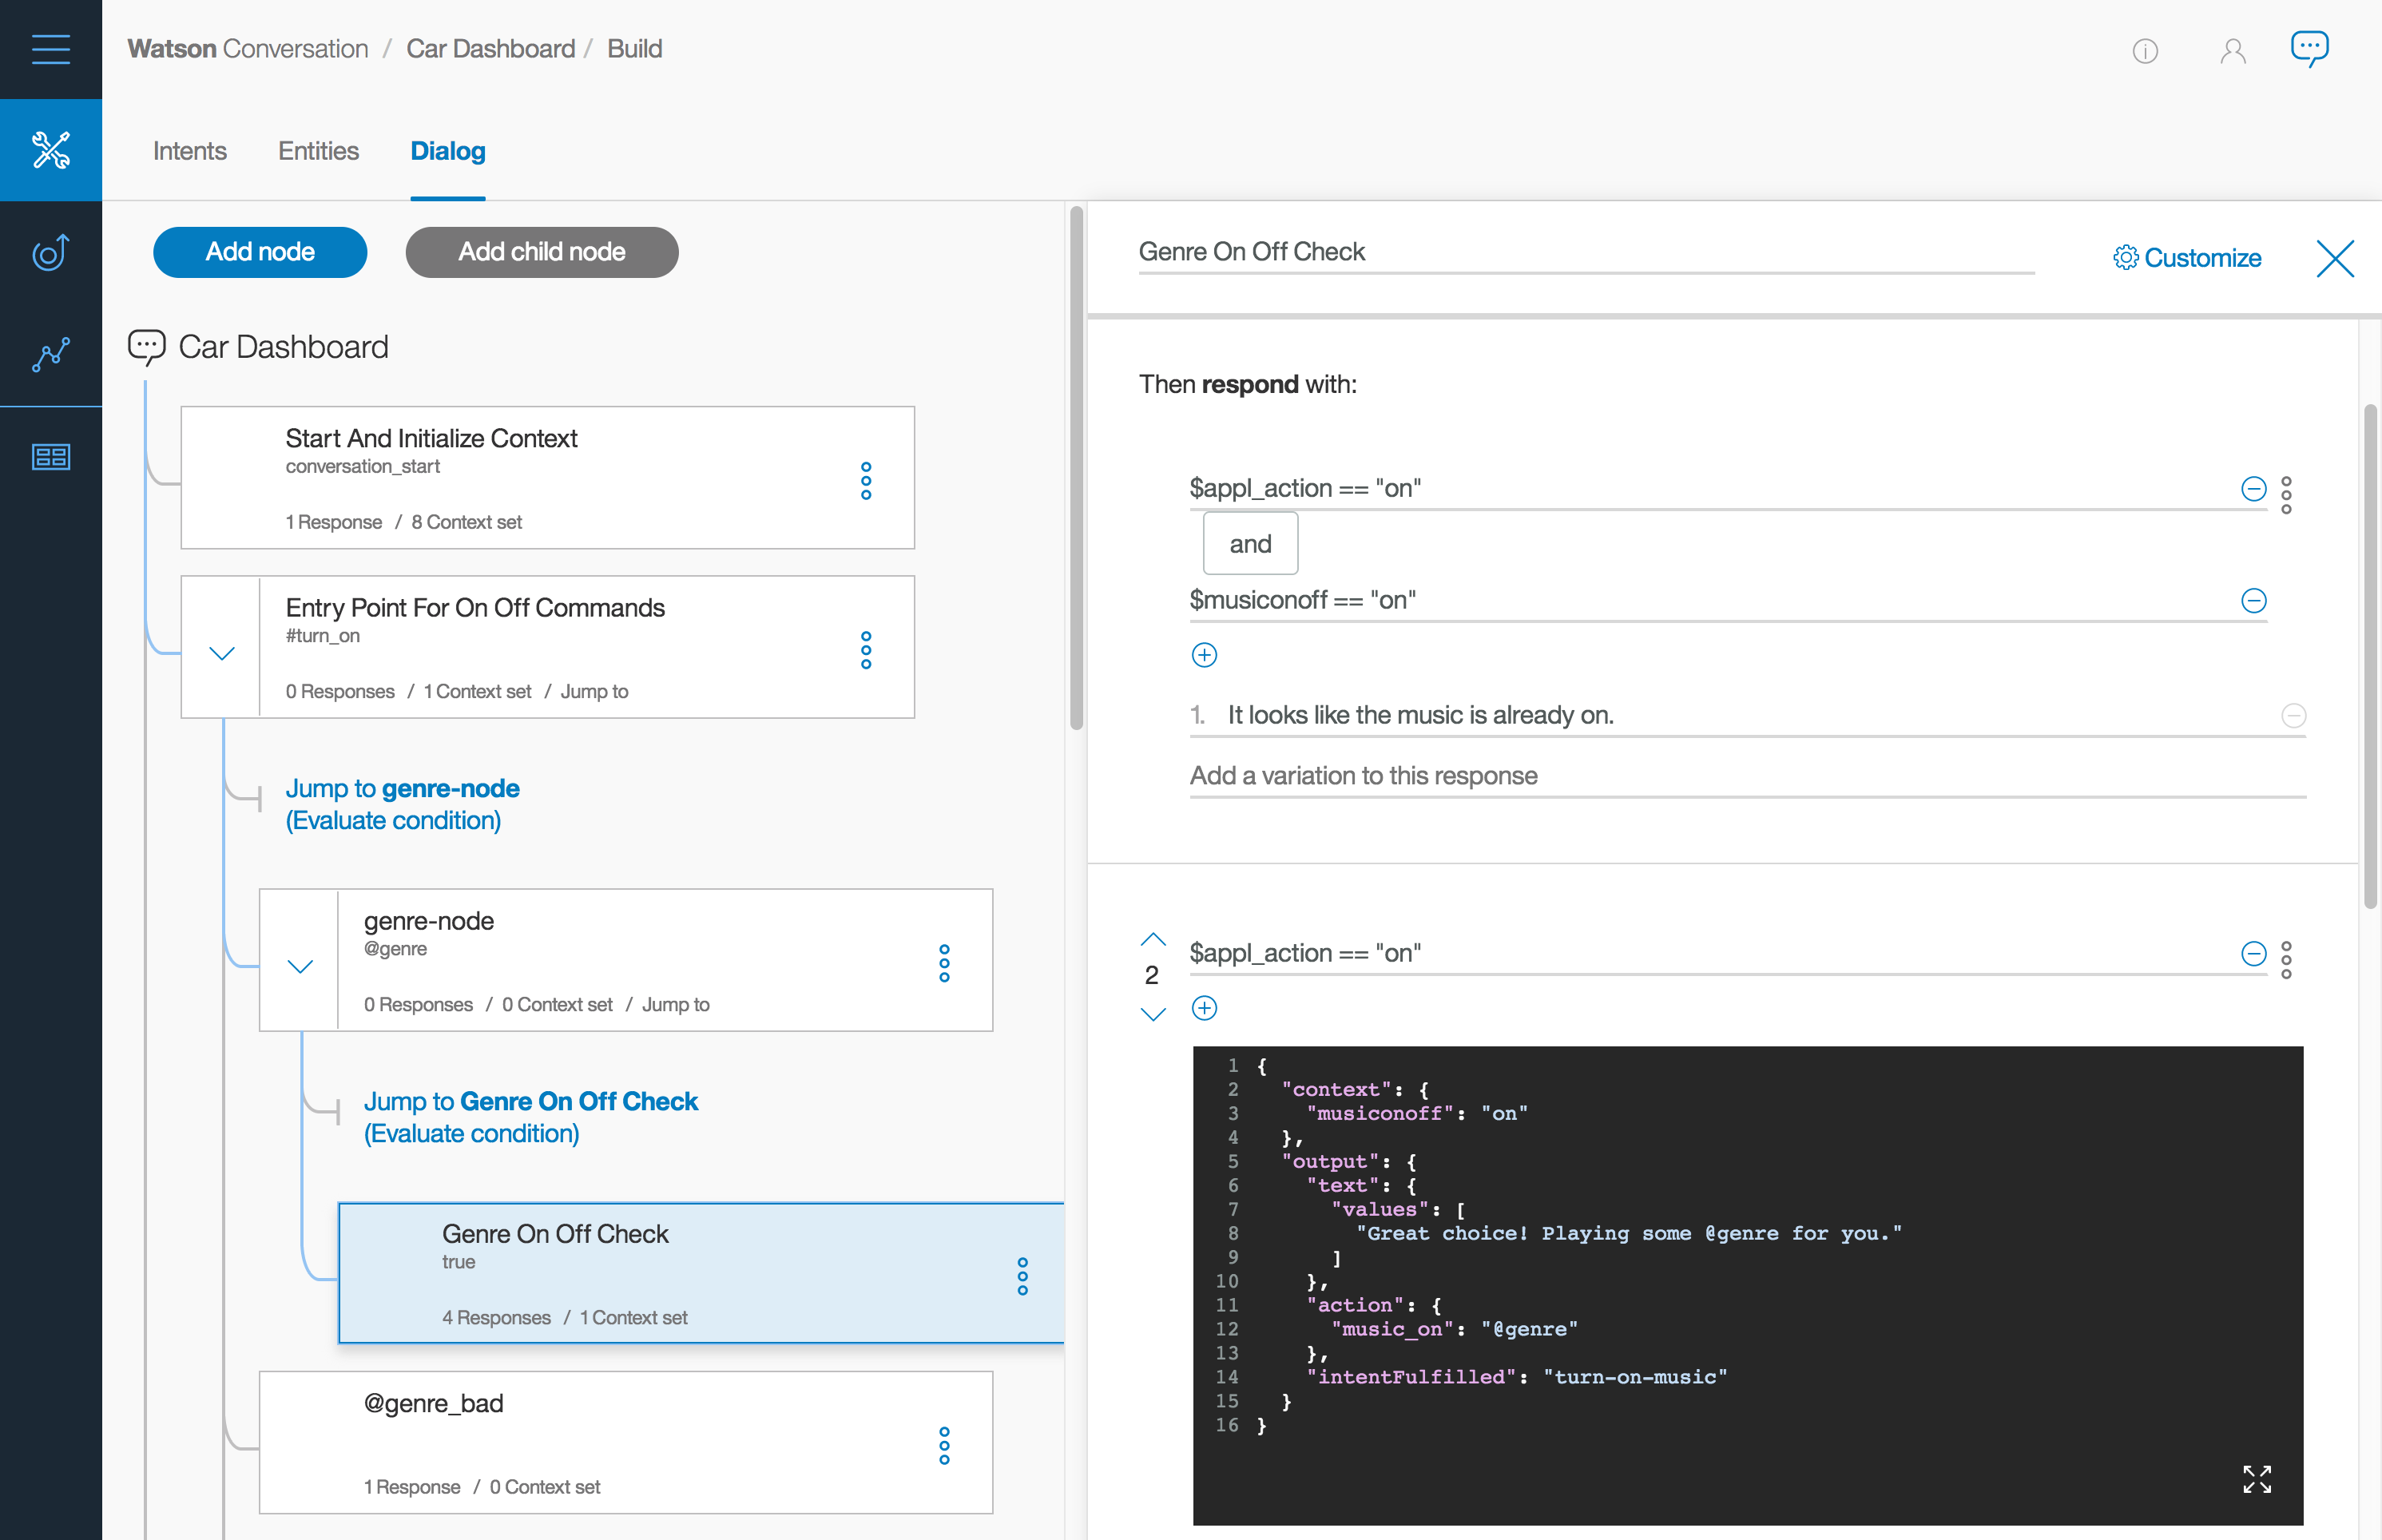 Watson Conversation / Car Dashboard / Build
Intents Entities Dialog
Add node Add child node
Car Dashboard
Start And Initialize Context
conversation_start
1 Response / 8 Context set
Entry Point For On Off Commands
#turn_on
0 Responses / 1 Context set / Jump to
Jump to genre-node
(Evaluate condition)
genre-node
@genre
0 Responses / 0 Context set / Jump to
Jump to Genre On Off Check
(Evaluate condition)
Genre On Off Check
true
4 Responses / 1 Context set
@genre_bad
1 Response / 0 Context set
Genre On Off Check
Customize
Then respond with:
$appl_action == "on"
and
$musiconoff == "on"
1. It looks like the music is already on.
Add a variation to this response
$appl_action == "on"
2
1 {
2 "context": {
3 "musiconoff": "on"
4 },
5 "output": {
6 "text": {
7 "values": [
8 "Great choice! Playing some @genre for you."
9 ]
10 },
11 "action": {
12 "music_on": "@genre"
13 },
14 "intentFulfilled": "turn-on-music"
15 }
16 }